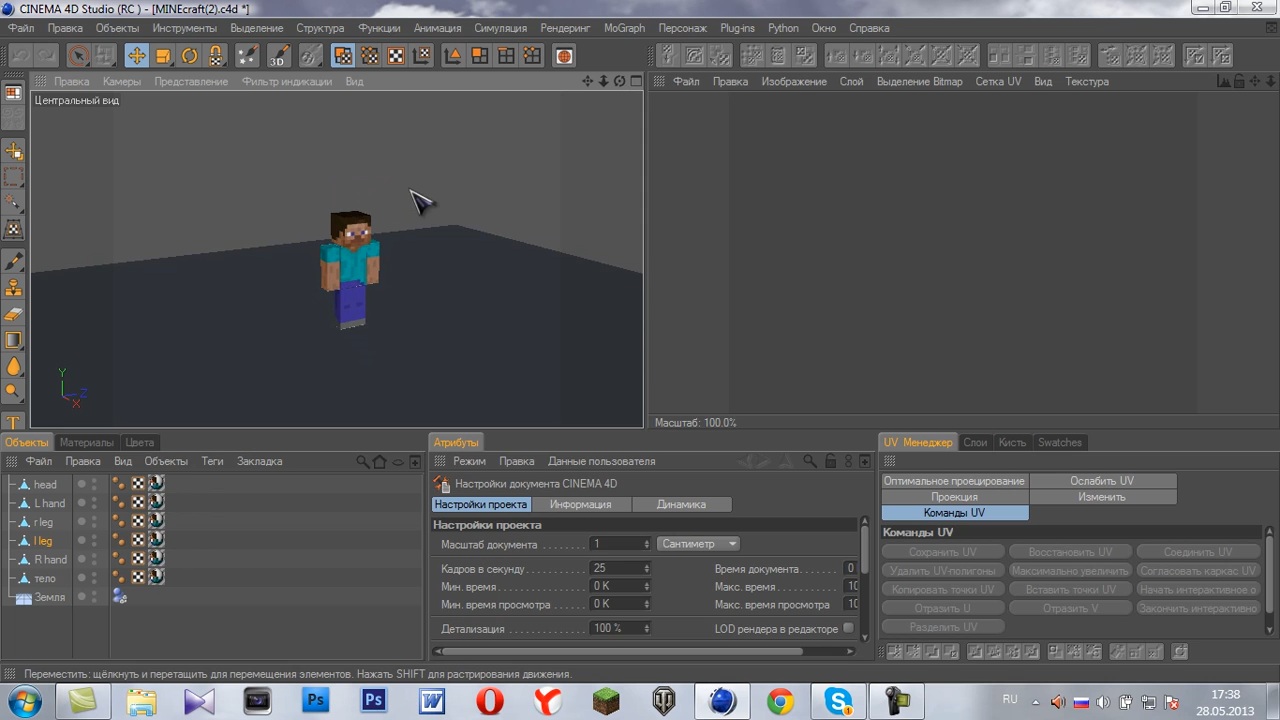 CINEMA 4D Studio (RC ) - [MINEcraft(2).c4d *]
Файл Правка Объекты Инструменты Выделение Структура Функции Анимация Симуляция Рендеринг MoGraph Персонаж Plug-ins Python Окно Справка
Правка Камеры Представление Фильтр индикации Вид
Файл Правка Изображение Слой Выделение Bitmap Сетка UV Вид Текстура
Центральный вид
Y
Z
X
Масштаб: 100.0%
Объекты Материалы Цвета
Файл Правка Вид Объекты Теги Закладка
head
L hand
r leg
l leg
R hand
тело
Земля
Атрибуты
Режим Правка Данные пользователя
Настройки документа CINEMA 4D
Настройки проекта Информация Динамика
Настройки проекта
Масштаб документа 1 Сантиметр
Кадров в секунду 25 Время документа 0
Мин. время 0 K Макс. время 10
Мин. время просмотра 0 K Макс. время просмотра 10
Детализация 100 % LOD рендера в редакторе
UV Менеджер Слои Кисть Swatches
Оптимальное проецирование Ослабить UV
Проекция Изменить
Команды UV
Команды UV
Сохранить UV Восстановить UV Соединить UV
Удалить UV-полигоны Максимально увеличить Согласовать каркас UV
Копировать точки UV Вставить точки UV Начать интерактивное о
Отразить U Отразить V Закончить интерактивно
Разделить UV
Переместить: щёлкнуть и перетащить для перемещения элементов. Нажать SHIFT для растрирования движения.
RU
17:38
28.05.2013